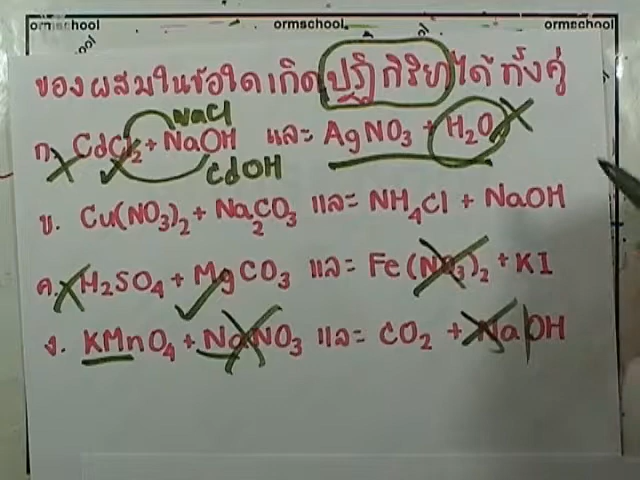 ormschool ormschool ormschool
ool
ของผสมในข้อใดเกิดปฏิกิริยาได้ทั้งคู่
NaCl
ก. CdCl₂ + NaOH และ AgNO₃ + H₂O
CdOH
ข. Cu(NO₃)₂ + Na₂CO₃ และ NH₄Cl + NaOH
ค. H₂SO₄ + MgCO₃ และ Fe(NO₃)₂ + KI
ง. KMnO₄ + NaNO₃ และ CO₂ + NaOH